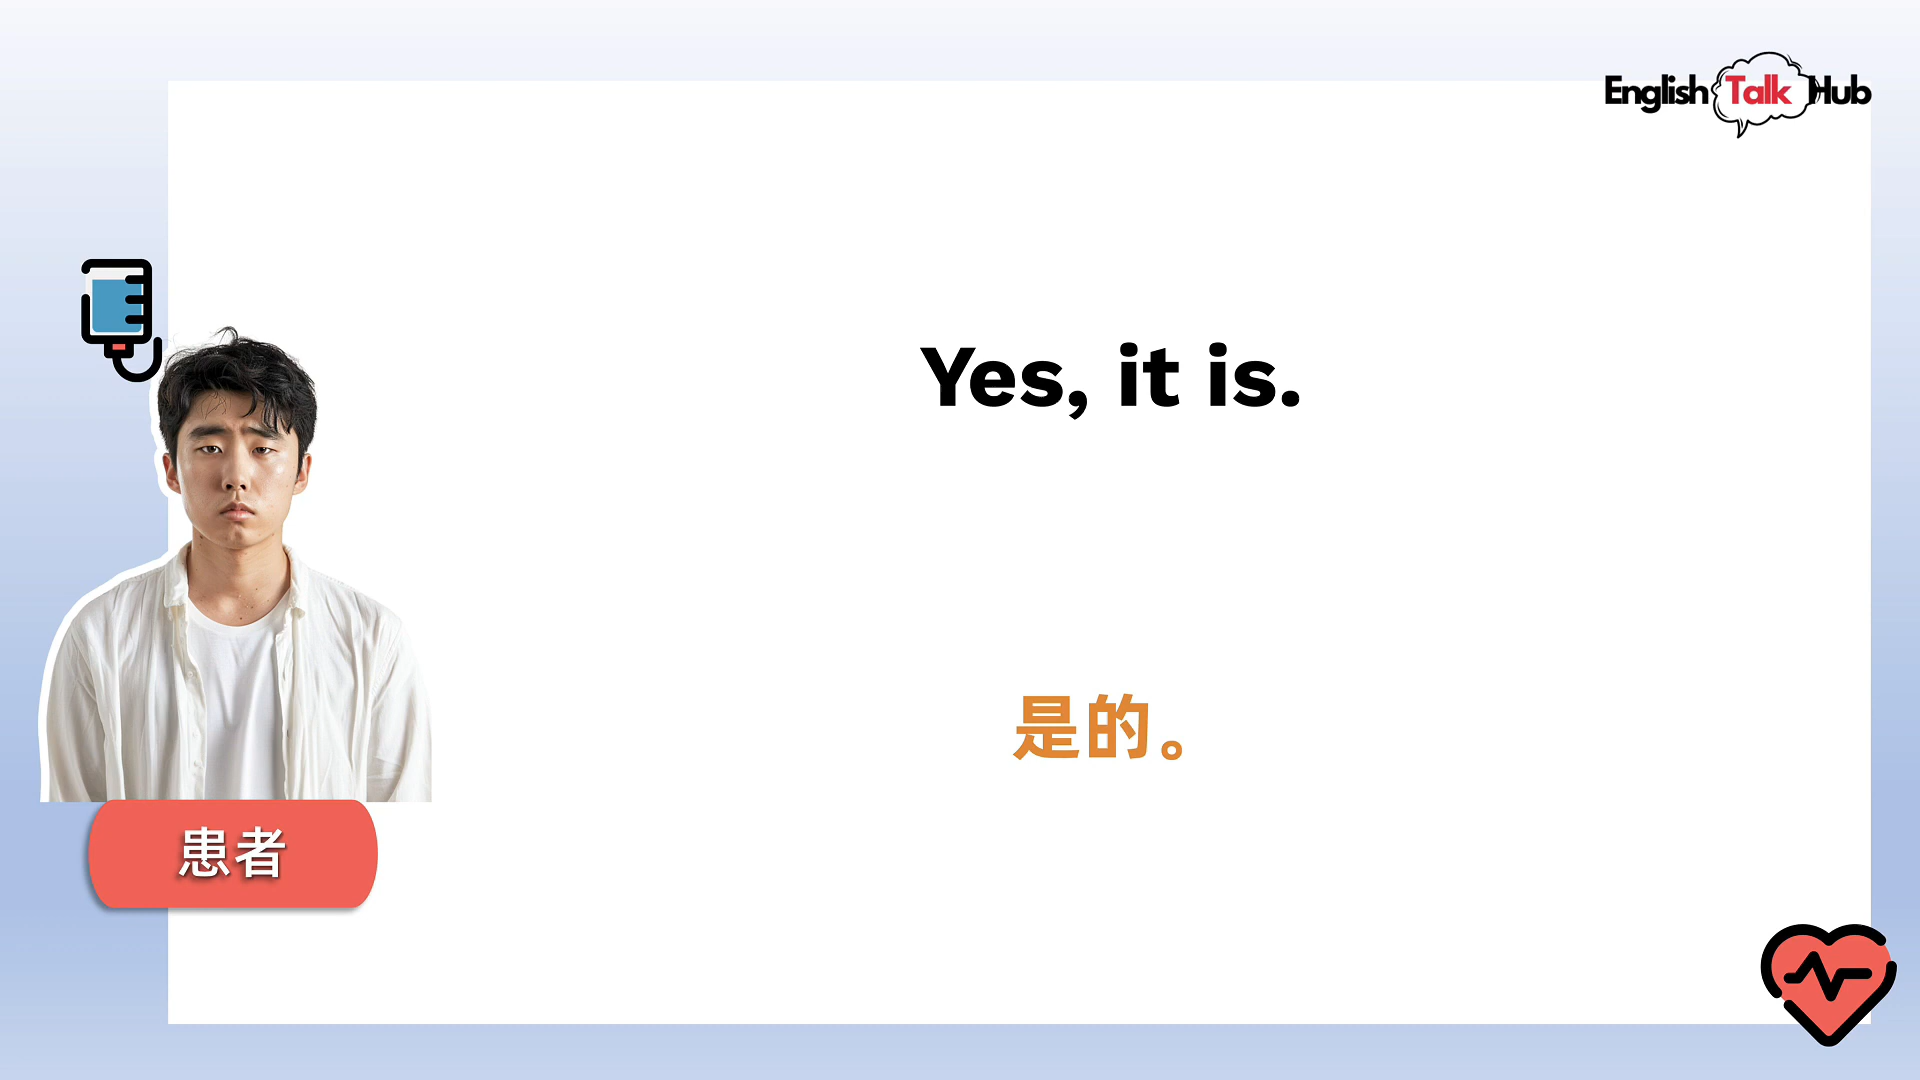 English Talk Hub
Yes, it is.
是的。
患者